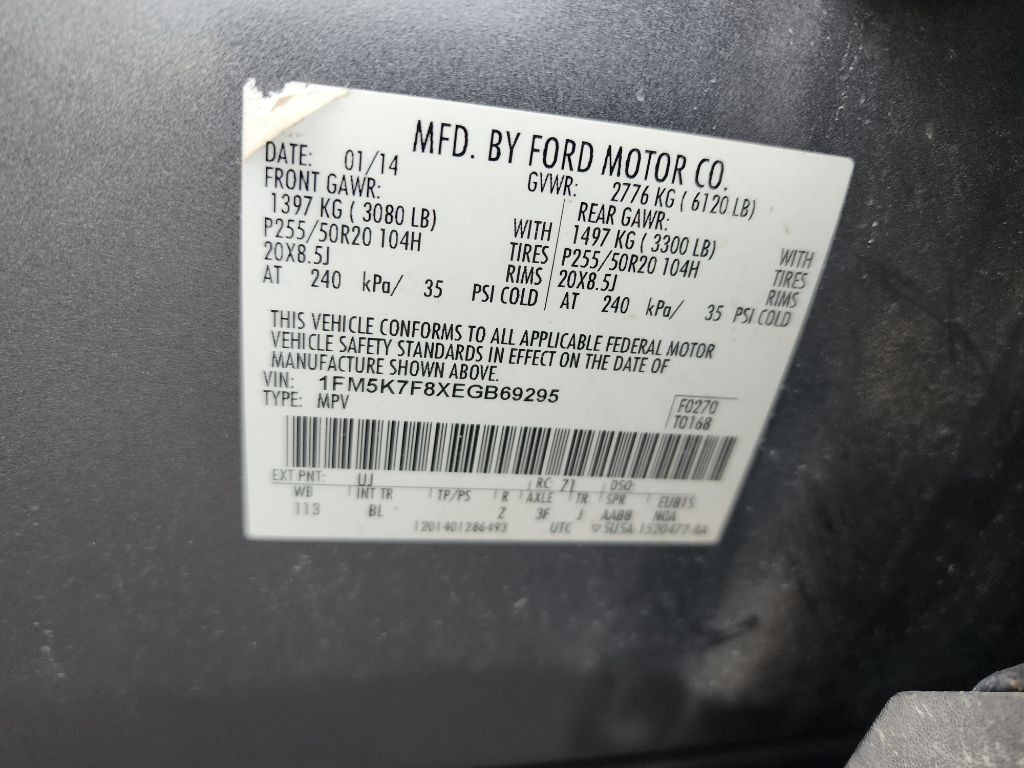 MFD. BY FORD MOTOR CO.
DATE: 01/14
GVWR: 2776 KG ( 6120 LB)
FRONT GAWR:
1397 KG ( 3080 LB)
P255/50R20 104H
20X8.5J
WITH
TIRES
RIMS
AT 240 kPa/ 35 PSI COLD
REAR GAWR:
1497 KG ( 3300 LB)
P255/50R20 104H
20X8.5J
WITH
TIRES
RIMS
AT 240 kPa/ 35 PSI COLD
THIS VEHICLE CONFORMS TO ALL APPLICABLE FEDERAL MOTOR
VEHICLE SAFETY STANDARDS IN EFFECT ON THE DATE OF
MANUFACTURE SHOWN ABOVE.
VIN: 1FM5K7F8XEGB69295
TYPE: MPV
F0270
T0168
EXT PNT: UJ RC: 71 DSO:
WB INT TR TP/PS R AXLE TR SPR
113 BL Z 3F J AABB
1201401286493 UTC